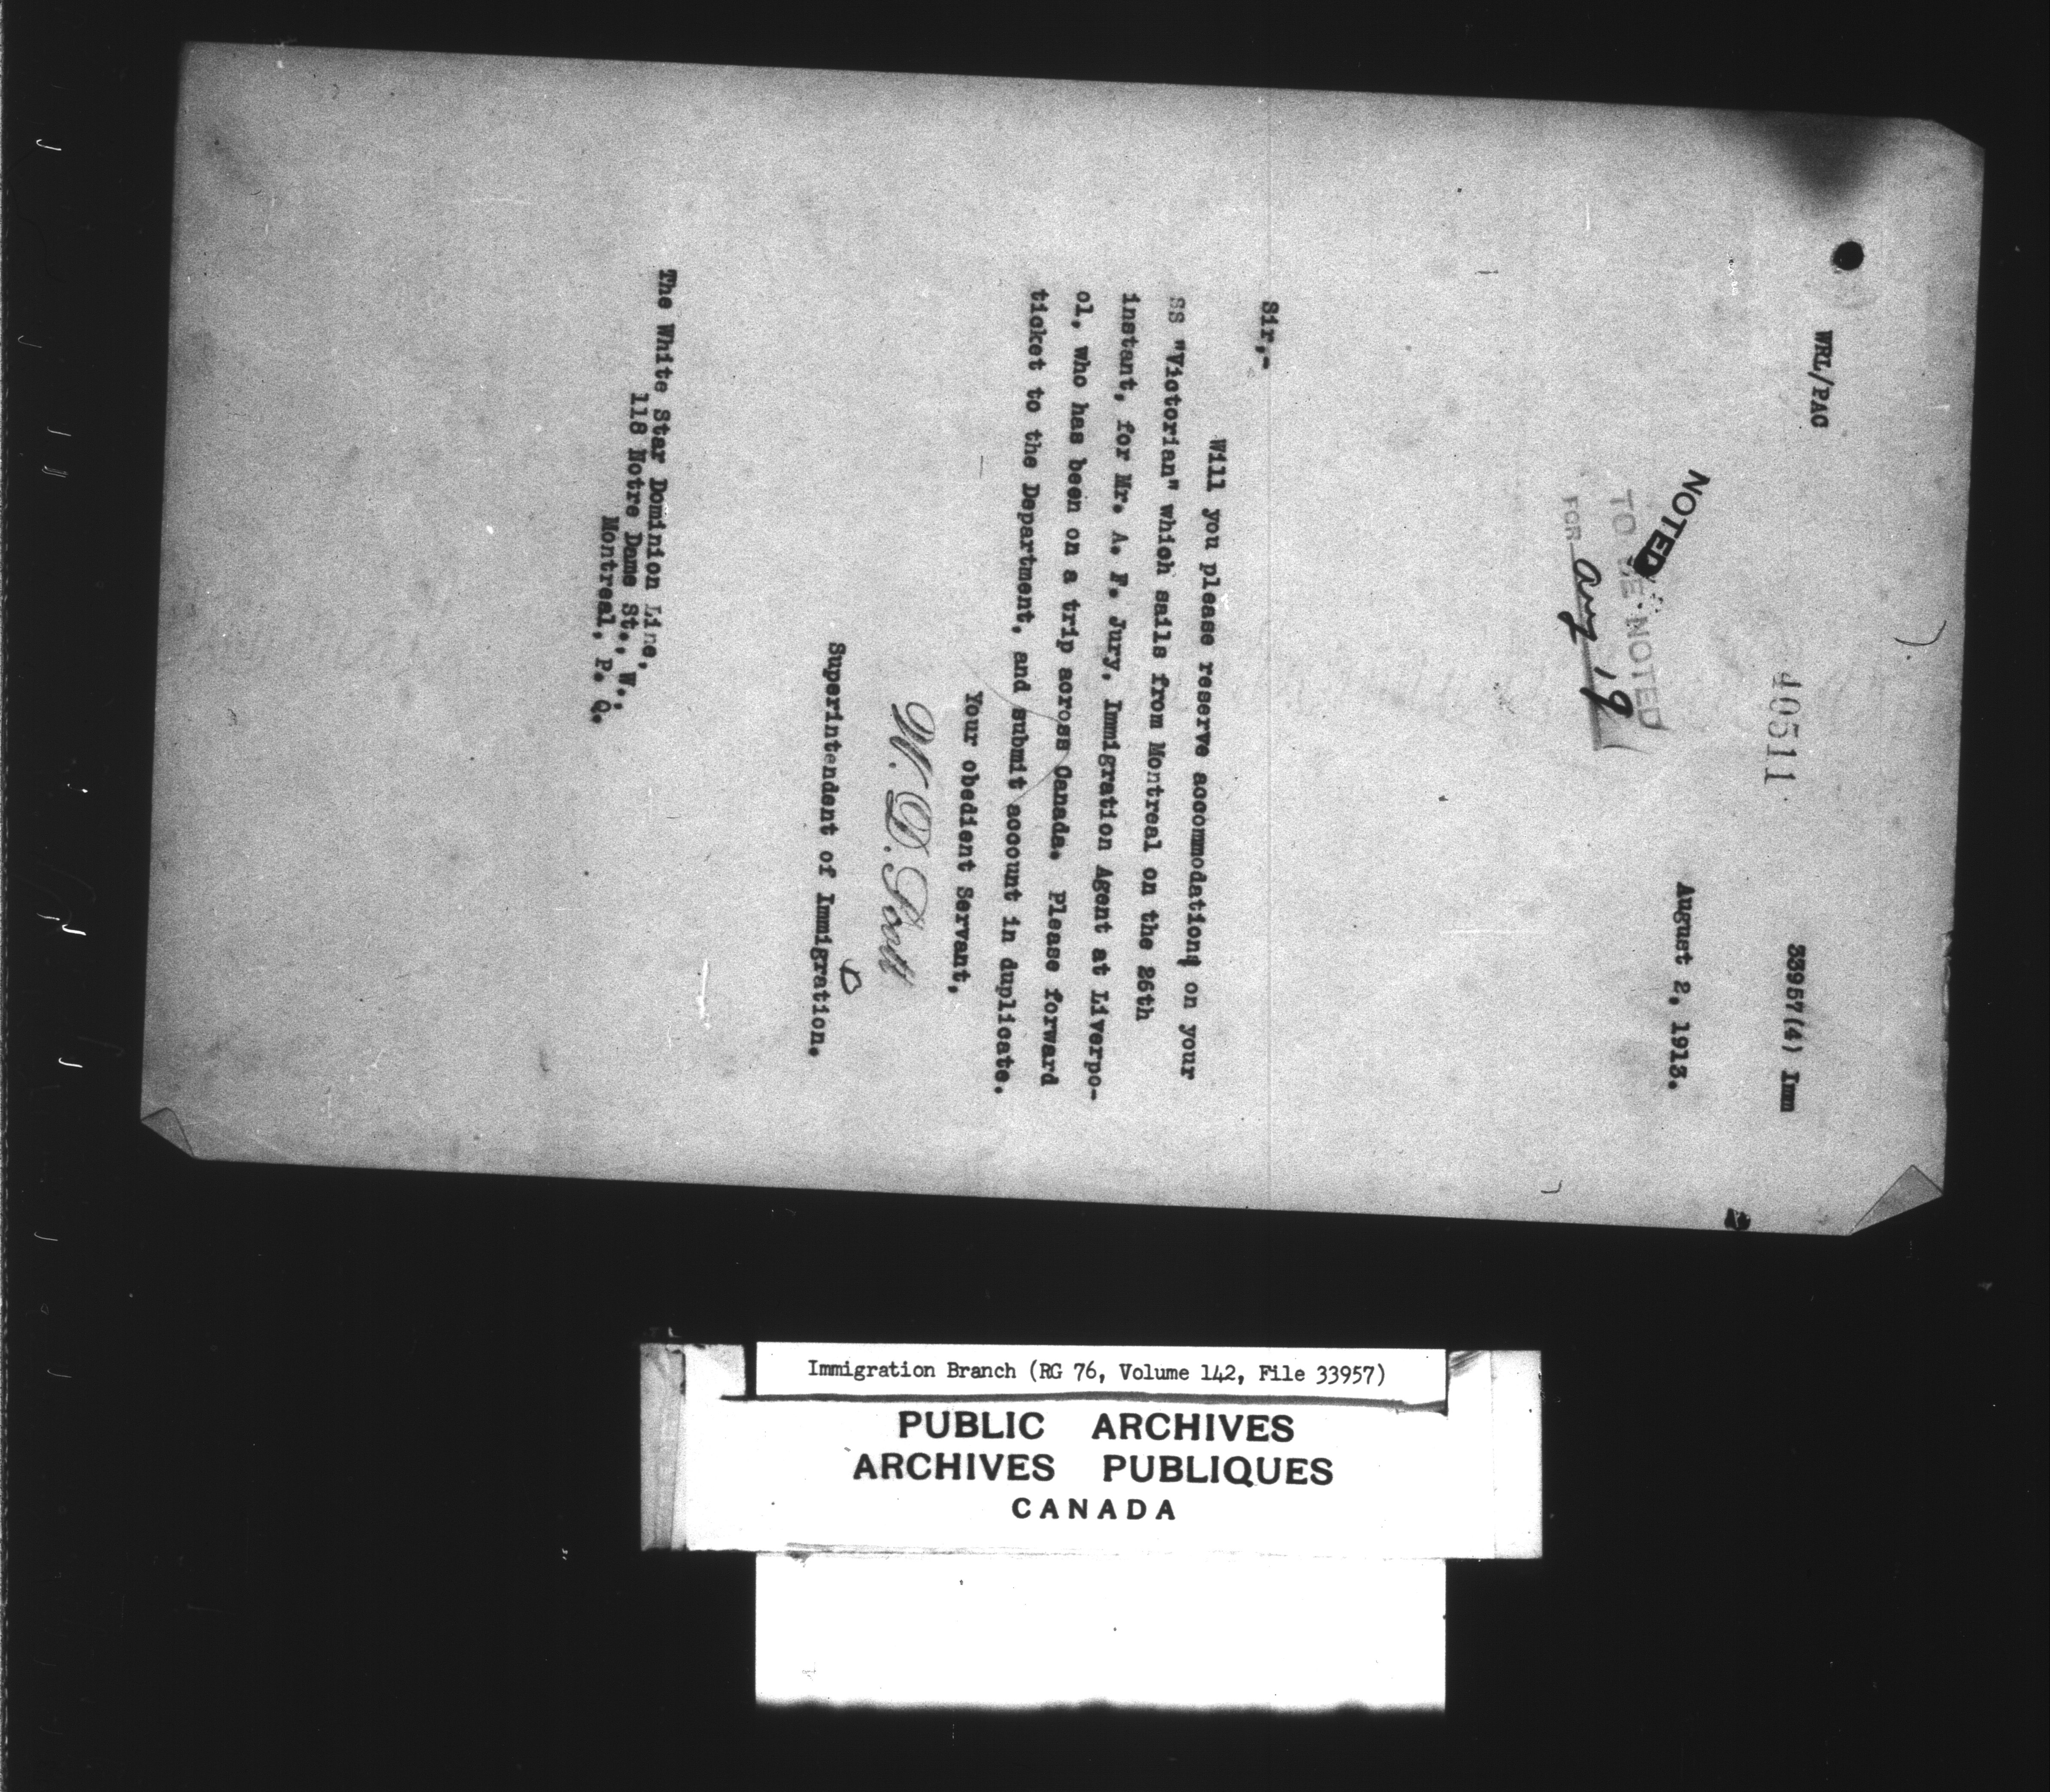 WRL/PAC
33957(4) Imm
40511
August 2, 1913.
NOTED
TO BE NOTED
FOR Aug 19
Sir,-
Will you please reserve accommodation on your
SS "Victorian" which sails from Montreal on the 26th
instant, for Mr. A. F. Jury, Immigration Agent at Liverpo-
ol, who has been on a trip across Canada. Please forward
ticket to the Department, and submit account in duplicate.
Your obedient Servant,
W. D. Scott
Superintendent of Immigration.
The White Star Dominion Line,
118 Notre Dame St., W.,
Montreal, P. Q.
Immigration Branch (RG 76, Volume 142, File 33957)
PUBLIC ARCHIVES
ARCHIVES PUBLIQUES
CANADA